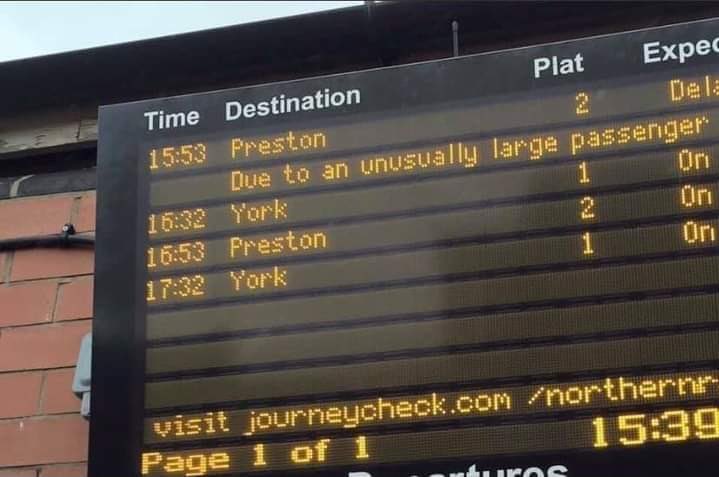 Time Destination Plat Expec
15:53 Preston 2 Dela
Due to an unusually large passenger
16:32 York 1 On
16:53 Preston 2 On
17:32 York 1 On
visit journeycheck.com /northernr
Page 1 of 1 15:39